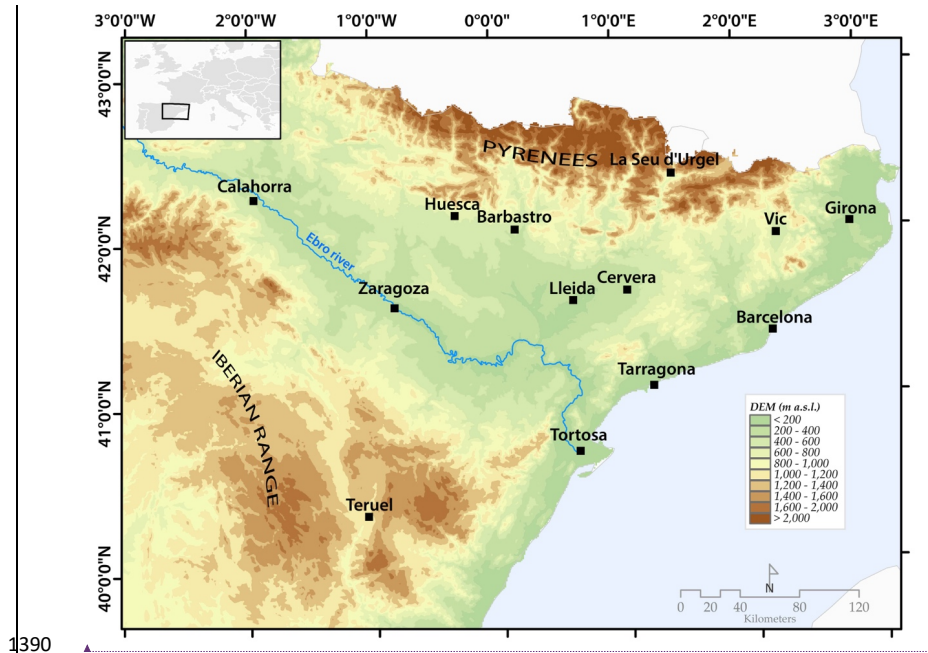 3°0'0"W 2°0'0"W 1°0'0"W 0°0'0" 1°0'0"E 2°0'0"E 3°0'0"E
43°0'0"N
42°0'0"N
41°0'0"N
40°0'0"N
PYRENEES
La Seu d'Urgel
Calahorra
Huesca
Barbastro
Vic
Girona
Ebro river
Zaragoza
Lleida
Cervera
Barcelona
IBERIAN RANGE
Tarragona
Tortosa
Teruel
DEM (m a.s.l.)
< 200
200 - 400
400 - 600
600 - 800
800 - 1,000
1,000 - 1,200
1,200 - 1,400
1,400 - 1,600
1,600 - 2,000
> 2,000
N
0 20 40 80 120
Kilometers
1390